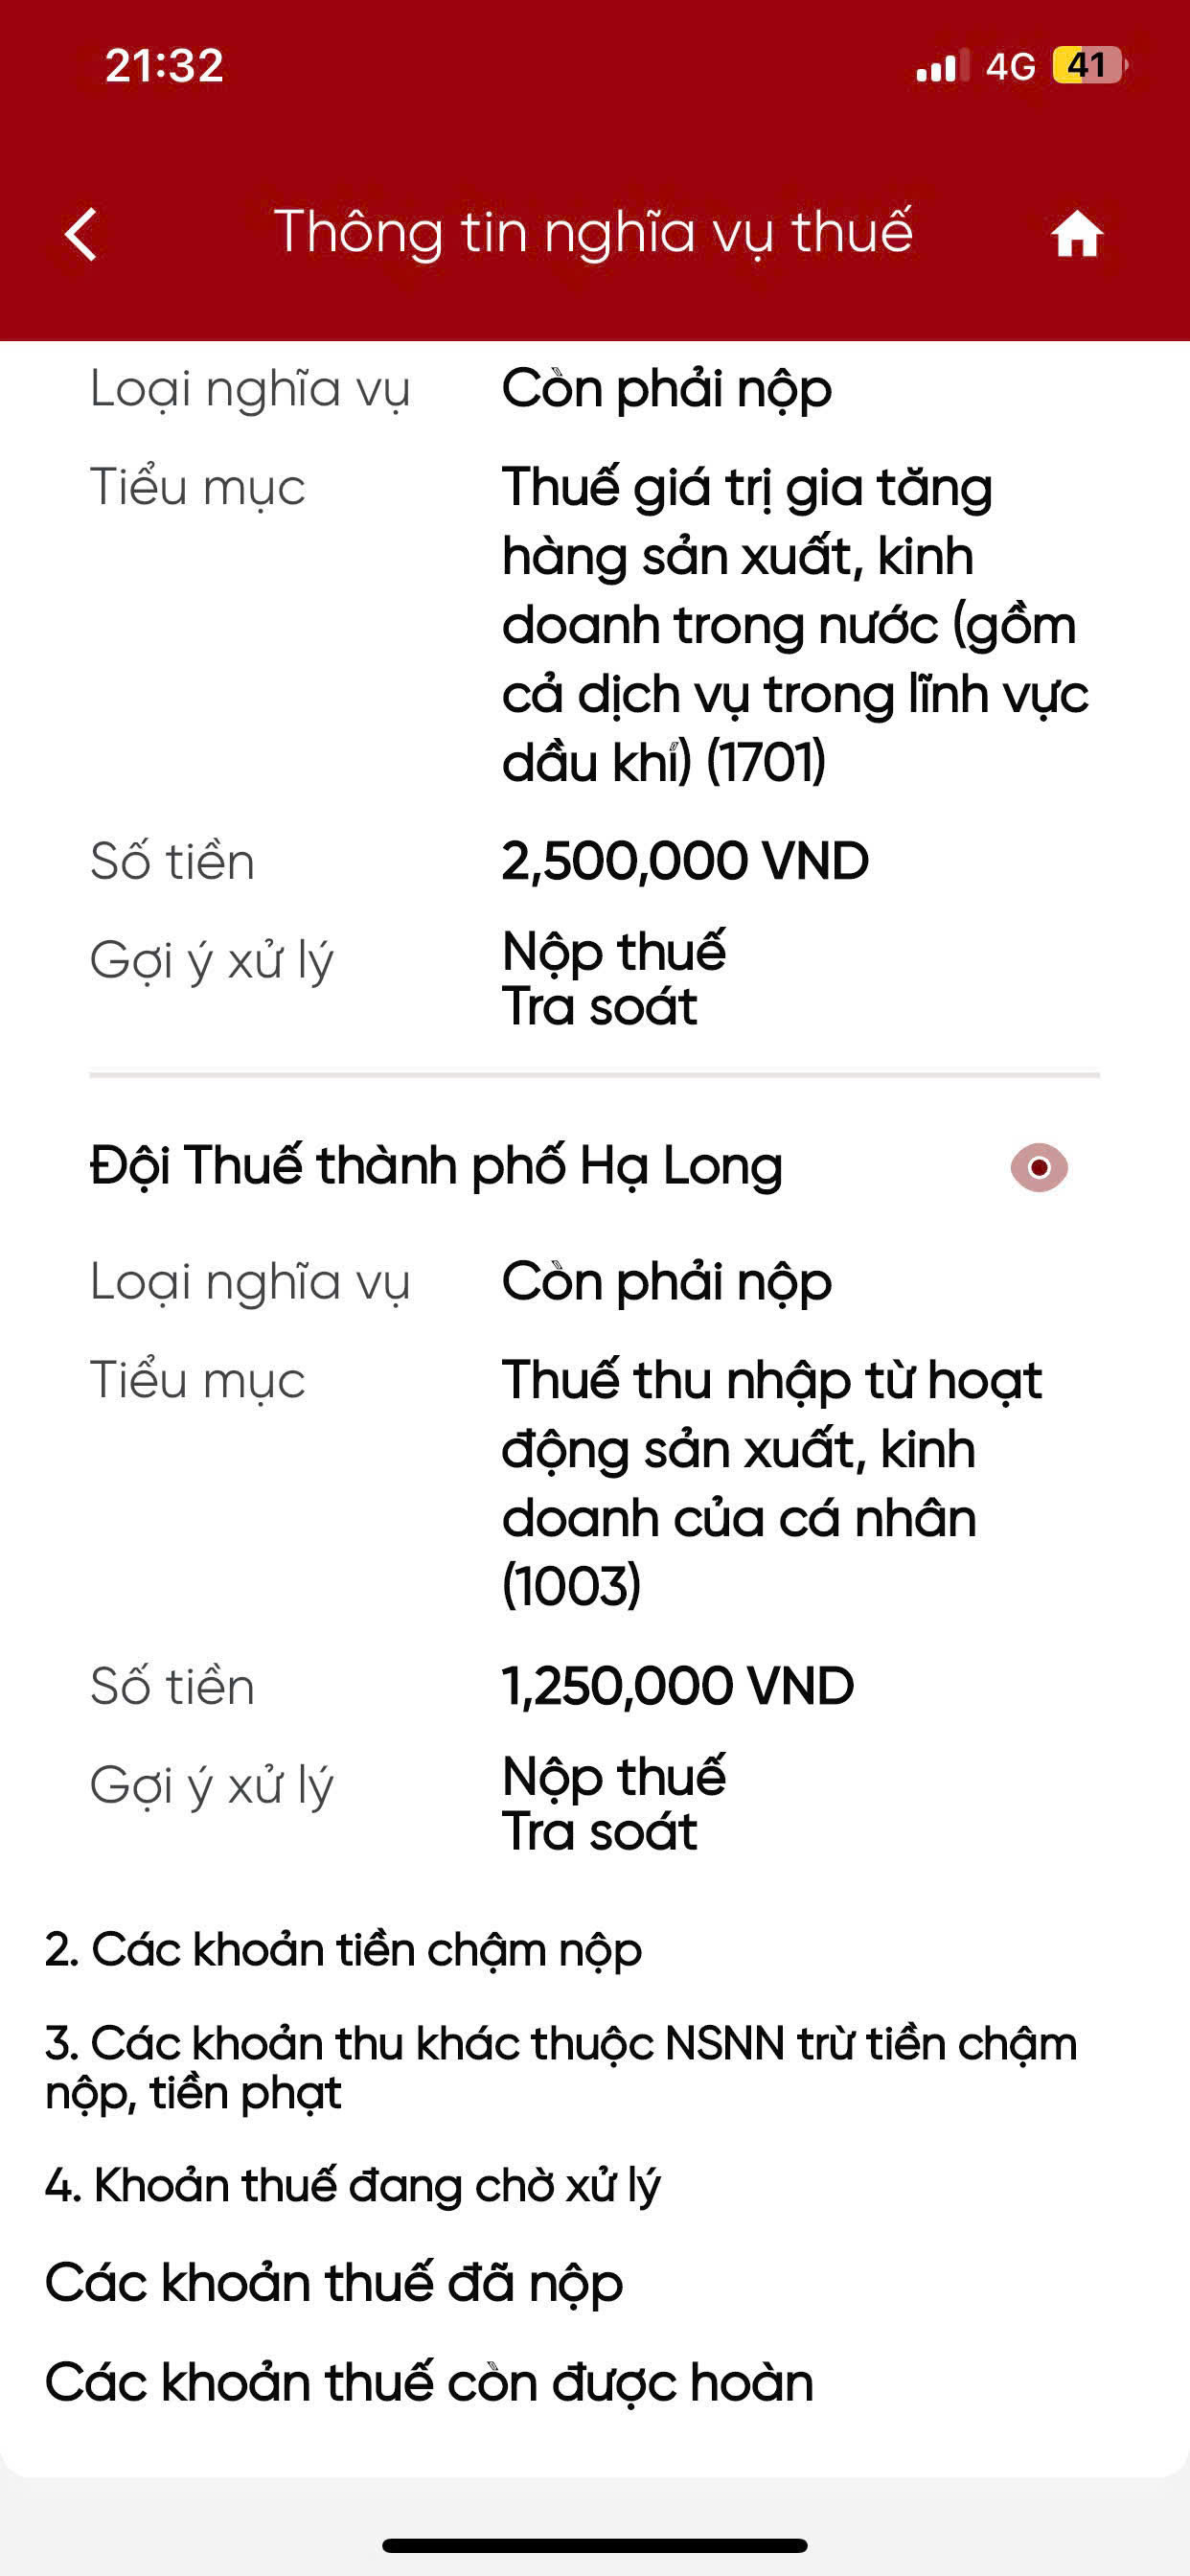 21:32
4G 41
Thông tin nghĩa vụ thuế
Loại nghĩa vụ
Còn phải nộp
Tiểu mục
Thuế giá trị gia tăng
hàng sản xuất, kinh
doanh trong nước (gồm
cả dịch vụ trong lĩnh vực
dầu khí) (1701)
Số tiền
2,500,000 VND
Gợi ý xử lý
Nộp thuế
Tra soát
Đội Thuế thành phố Hạ Long
Loại nghĩa vụ
Còn phải nộp
Tiểu mục
Thuế thu nhập từ hoạt
động sản xuất, kinh
doanh của cá nhân
(1003)
Số tiền
1,250,000 VND
Gợi ý xử lý
Nộp thuế
Tra soát
2. Các khoản tiền chậm nộp
3. Các khoản thu khác thuộc NSNN trừ tiền chậm
nộp, tiền phạt
4. Khoản thuế đang chờ xử lý
Các khoản thuế đã nộp
Các khoản thuế còn được hoàn